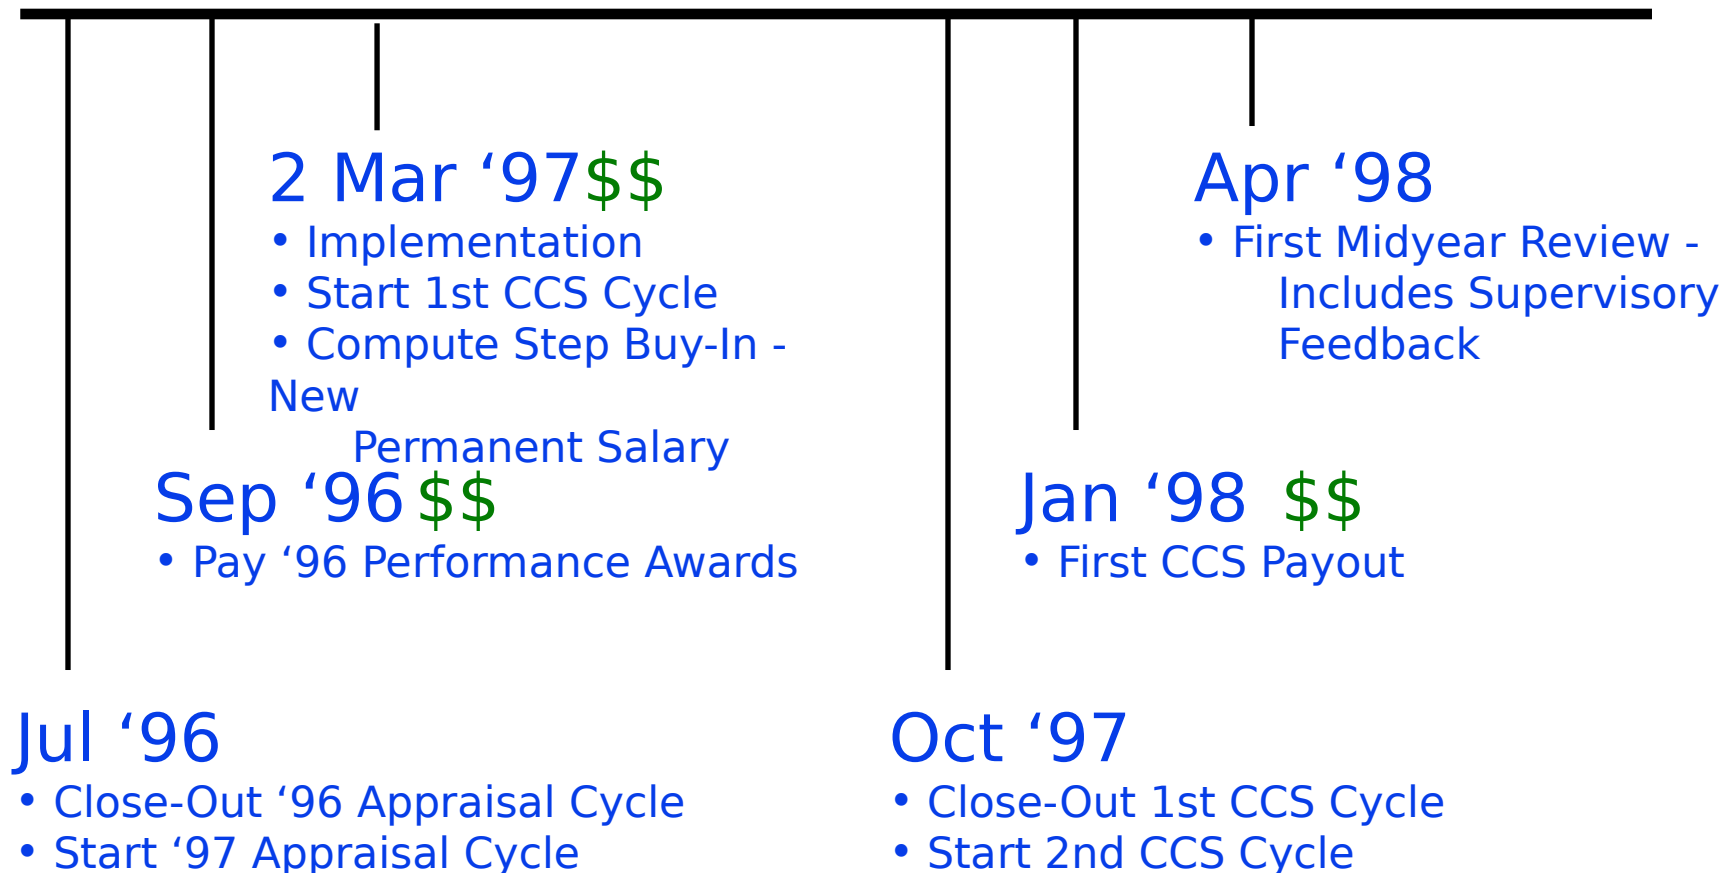 2 Mar ‘97$$
• Implementation
• Start 1st CCS Cycle
• Compute Step Buy-In -
New
Permanent Salary
Apr ‘98
• First Midyear Review -
Includes Supervisory
Feedback
Sep ‘96 $$
• Pay ‘96 Performance Awards
Jan ‘98 $$
• First CCS Payout
Jul ‘96
• Close-Out ‘96 Appraisal Cycle
• Start ‘97 Appraisal Cycle
Oct ‘97
• Close-Out 1st CCS Cycle
• Start 2nd CCS Cycle